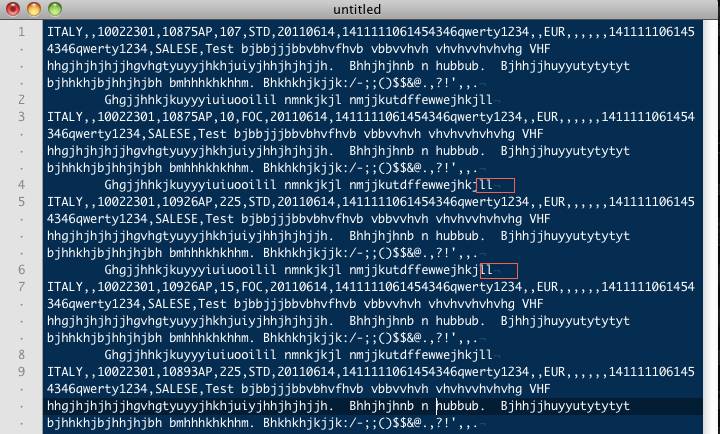 untitled
1 ITALY,,10022301,10875AP,107,STD,20110614,1411111061454346qwerty1234,,EUR,,,,,,141111106145
· 4346qwerty1234,SALESE,Test bjbbjjjbbvbhvfhvb vbbvvhvh vhvhvvhvhvhg VHF
· hhgjhjhjhjjhgvhgtyuyyjhkhjuiyjhhjhjhjjh.  Bhhjhjhnb n hubbub.  Bjhhjjhuyyutytytyt
· bjhhkhjbjhhjhjbh bmhhhkhkhhm. Bhkhkhjkjjk:/-;;()$$&@.,?!',,.¬
2 Ghgjjhhkjkuyyyiuiuooilil nmnkjkjl nmjjkutdffewwejhkjll¬
3 ITALY,,10022301,10875AP,10,FOC,20110614,1411111061454346qwerty1234,,EUR,,,,,,1411111061454
· 346qwerty1234,SALESE,Test bjbbjjjbbvbhvfhvb vbbvvhvh vhvhvvhvhvhg VHF
· hhgjhjhjhjjhgvhgtyuyyjhkhjuiyjhhjhjhjjh.  Bhhjhjhnb n hubbub.  Bjhhjjhuyyutytytyt
· bjhhkhjbjhhjhjbh bmhhhkhkhhm. Bhkhkhjkjjk:/-;;()$$&@.,?!',,.¬
4 Ghgjjhhkjkuyyyiuiuooilil nmnkjkjl nmjjkutdffewwejhkjll¬
5 ITALY,,10022301,10926AP,225,STD,20110614,1411111061454346qwerty1234,,EUR,,,,,,141111106145
· 4346qwerty1234,SALESE,Test bjbbjjjbbvbhvfhvb vbbvvhvh vhvhvvhvhvhg VHF
· hhgjhjhjhjjhgvhgtyuyyjhkhjuiyjhhjhjhjjh.  Bhhjhjhnb n hubbub.  Bjhhjjhuyyutytytyt
· bjhhkhjbjhhjhjbh bmhhhkhkhhm. Bhkhkhjkjjk:/-;;()$$&@.,?!',,.¬
6 Ghgjjhhkjkuyyyiuiuooilil nmnkjkjl nmjjkutdffewwejhkjll¬
7 ITALY,,10022301,10926AP,15,FOC,20110614,1411111061454346qwerty1234,,EUR,,,,,,1411111061454
· 346qwerty1234,SALESE,Test bjbbjjjbbvbhvfhvb vbbvvhvh vhvhvvhvhvhg VHF
· hhgjhjhjhjjhgvhgtyuyyjhkhjuiyjhhjhjhjjh.  Bhhjhjhnb n hubbub.  Bjhhjjhuyyutytytyt
· bjhhkhjbjhhjhjbh bmhhhkhkhhm. Bhkhkhjkjjk:/-;;()$$&@.,?!',,.¬
8 Ghgjjhhkjkuyyyiuiuooilil nmnkjkjl nmjjkutdffewwejhkjll¬
9 ITALY,,10022301,10893AP,225,STD,20110614,1411111061454346qwerty1234,,EUR,,,,,,141111106145
· 4346qwerty1234,SALESE,Test bjbbjjjbbvbhvfhvb vbbvvhvh vhvhvvhvhvhg VHF
· hhgjhjhjhjjhgvhgtyuyyjhkhjuiyjhhjhjhjjh.  Bhhjhjhnb n hubbub.  Bjhhjjhuyyutytytyt
· bjhhkhjbjhhjhjbh bmhhhkhkhhm. Bhkhkhjkjjk:/-;;()$$&@.,?!',,.¬